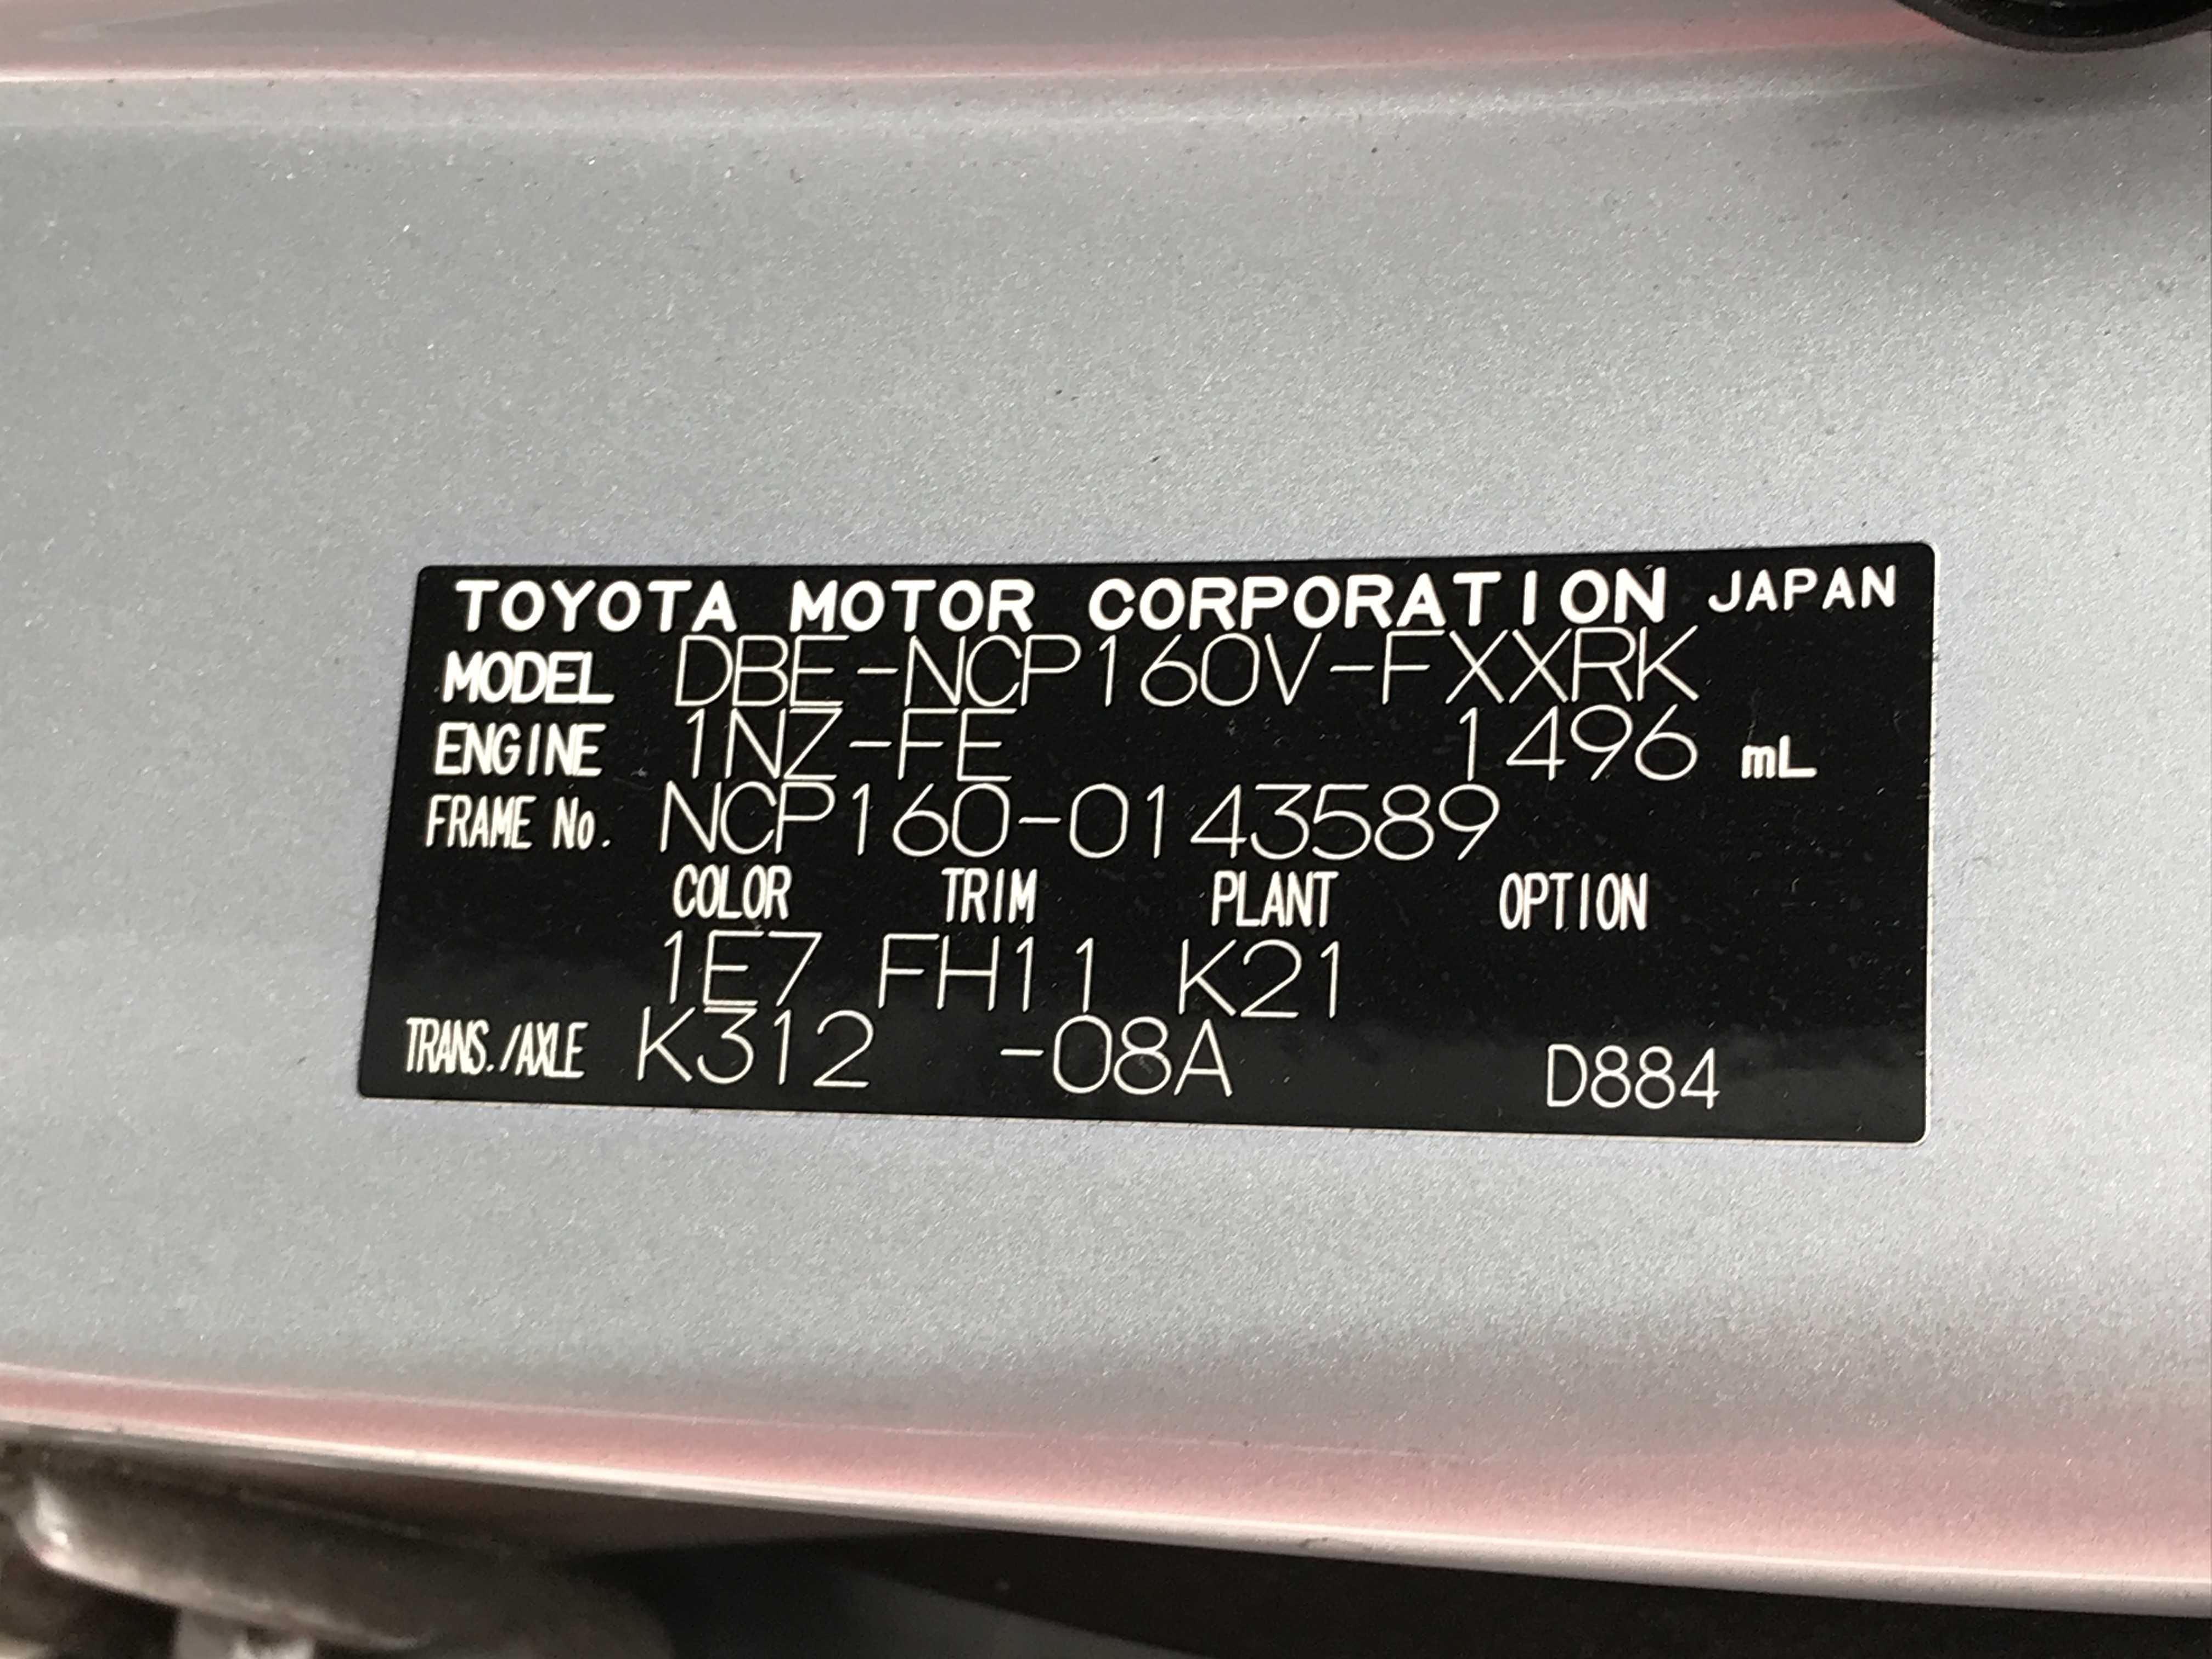 TOYOTA MOTOR CORPORATION JAPAN
MODEL DBE-NCP160V-FXXRK
ENGINE 1NZ-FE 1496 mL
FRAME No. NCP160-0143589
COLOR TRIM PLANT OPTION
1E7 FH11 K21
TRANS./AXLE K312 -08A D884